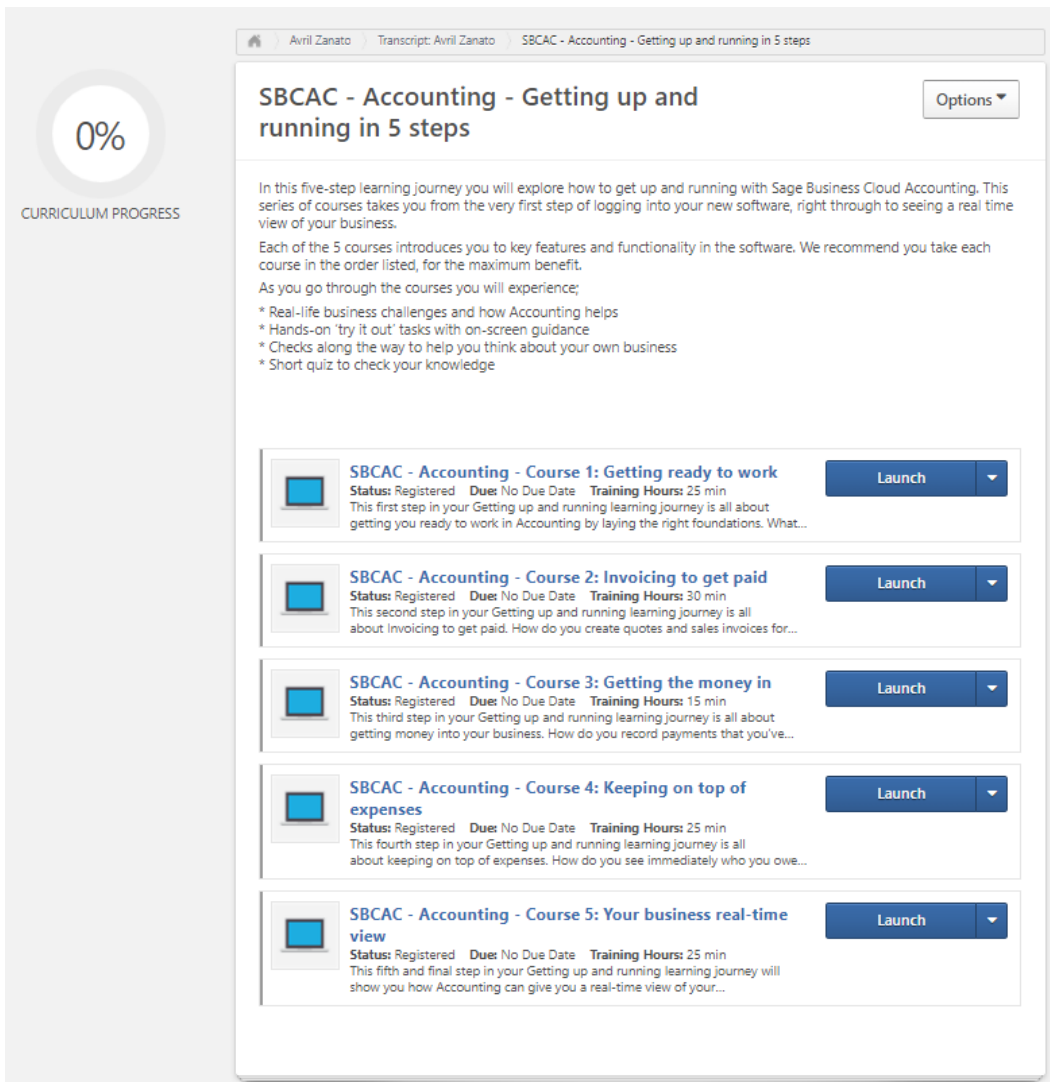 Avril Zanato Transcript: Avril Zanato SBCAC - Accounting - Getting up and running in 5 steps
0%
CURRICULUM PROGRESS
SBCAC - Accounting - Getting up and
running in 5 steps
Options
In this five-step learning journey you will explore how to get up and running with Sage Business Cloud Accounting. This
series of courses takes you from the very first step of logging into your new software, right through to seeing a real time
view of your business.
Each of the 5 courses introduces you to key features and functionality in the software. We recommend you take each
course in the order listed, for the maximum benefit.
As you go through the courses you will experience;
* Real-life business challenges and how Accounting helps
* Hands-on 'try it out' tasks with on-screen guidance
* Checks along the way to help you think about your own business
* Short quiz to check your knowledge
SBCAC - Accounting - Course 1: Getting ready to work
Status: Registered Due: No Due Date Training Hours: 25 min
This first step in your Getting up and running learning journey is all about
getting you ready to work in Accounting by laying the right foundations. What...
Launch
SBCAC - Accounting - Course 2: Invoicing to get paid
Status: Registered Due: No Due Date Training Hours: 30 min
This second step in your Getting up and running learning journey is all
about Invoicing to get paid. How do you create quotes and sales invoices for...
Launch
SBCAC - Accounting - Course 3: Getting the money in
Status: Registered Due: No Due Date Training Hours: 15 min
This third step in your Getting up and running learning journey is all about
getting money into your business. How do you record payments that you've...
Launch
SBCAC - Accounting - Course 4: Keeping on top of
expenses
Status: Registered Due: No Due Date Training Hours: 25 min
This fourth step in your Getting up and running learning journey is all
about keeping on top of expenses. How do you see immediately who you owe...
Launch
SBCAC - Accounting - Course 5: Your business real-time
view
Status: Registered Due: No Due Date Training Hours: 25 min
This fifth and final step in your Getting up and running learning journey will
show you how Accounting can give you a real-time view of your...
Launch